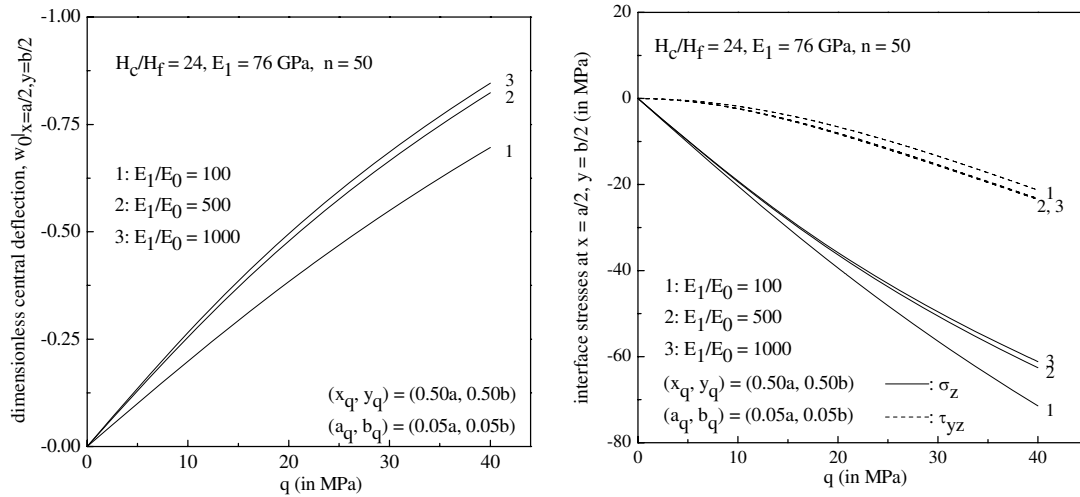 -1.00
-0.75
-0.50
-0.25
-0.00
dimensionless central deflection, w0|x=a/2,y=b/2
Hc/Hf = 24, E1 = 76 GPa, n = 50
3
2
1
1: E1/E0 = 100
2: E1/E0 = 500
3: E1/E0 = 1000
(xq, yq) = (0.50a, 0.50b)
(aq, bq) = (0.05a, 0.05b)
0 10 20 30 40
q (in MPa)
20
0
-20
-40
-60
-80
interface stresses at x = a/2, y = b/2 (in MPa)
Hc/Hf = 24, E1 = 76 GPa, n = 50
1
2, 3
1: E1/E0 = 100
2: E1/E0 = 500
3: E1/E0 = 1000
3
2
1
(xq, yq) = (0.50a, 0.50b)
(aq, bq) = (0.05a, 0.05b)
: σz
: τyz
0 10 20 30 40
q (in MPa)